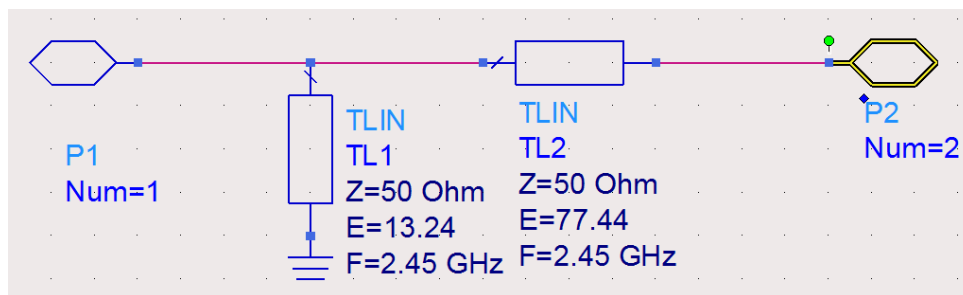 P1
Num=1
TLIN
TL1
Z=50 Ohm
E=13.24
F=2.45 GHz
TLIN
TL2
Z=50 Ohm
E=77.44
F=2.45 GHz
P2
Num=2